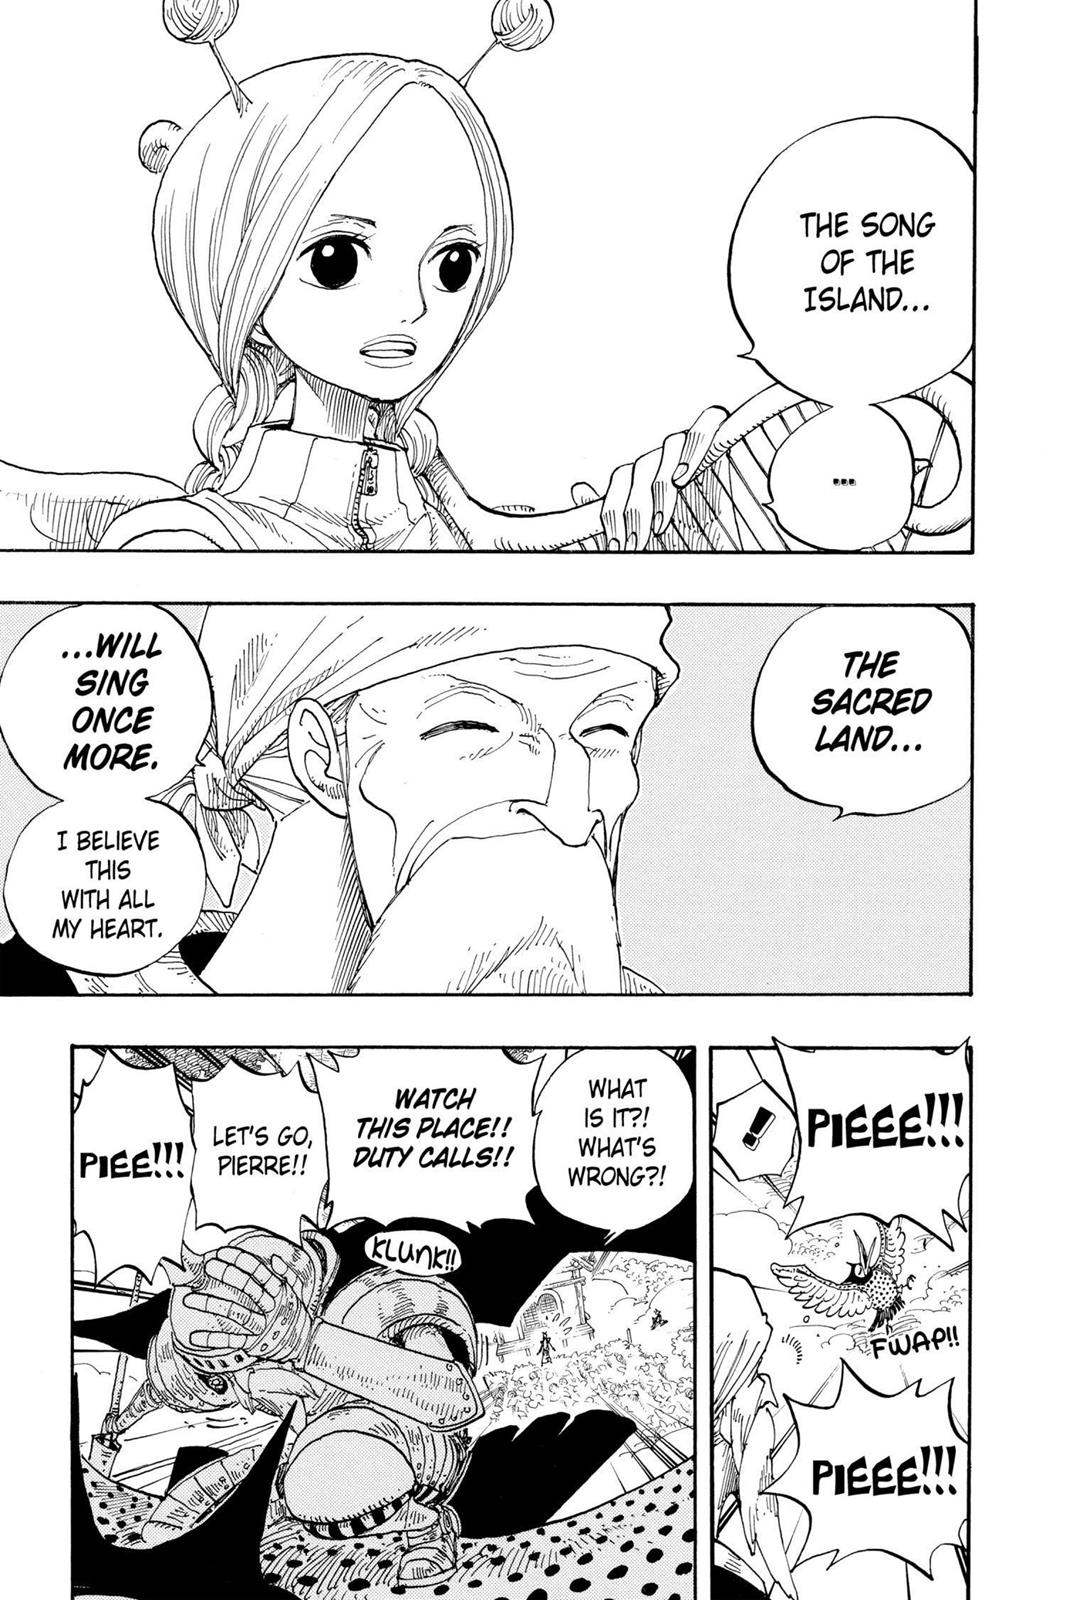 THE SONG
OF THE
ISLAND...
...
THE
SACRED
LAND...
...WILL
SING
ONCE
MORE.
I BELIEVE
THIS
WITH ALL
MY HEART.
PIEEE!!!
!
FWAP!!
PIEEE!!!
WHAT
IS IT?!
WHAT'S
WRONG?!
WATCH
THIS PLACE!!
DUTY CALLS!!
LET'S GO,
PIERRE!!
PIEE!!!
KLUNK!!